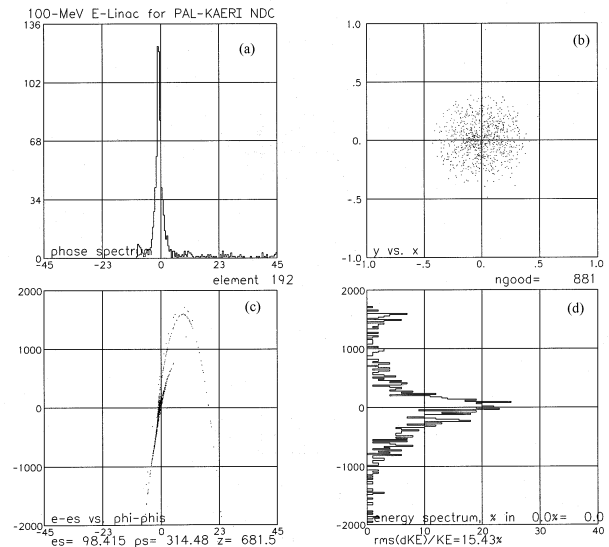 100-MeV E-Linac for PAL-KAERI NDC
136
102
68
34
0
(a)
phase spectrum
-45 -23 0 23 45
element 192
(b)
1.0
.5
0.
-.5
-1.0
y vs. x
-1.0 -.5 0. .5 1.0
ngood= 881
(c)
2000
1000
0
-1000
-2000
e-es vs. phi-phis
-45 -23 0 23 45
es= 98.415 ps= 314.48 z= 681.5
(d)
2000
1000
0
-1000
-2000
energy spectrum, % in 0.0%= 0.0
0 10 20 30 40
rms(dKE)/KE=15.43%